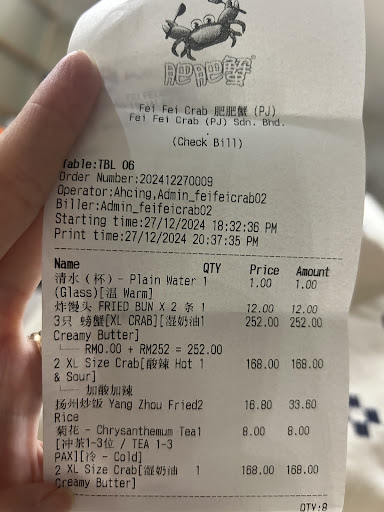 肥肥蟹
Fei Fei Crab 肥肥蟹 (PJ)
Fei Fei Crab (PJ) Sdn. Bhd.
(Check Bill)
Table:TBL 06
Order Number:202412270009
Operator:Ahcing,Admin_feifeicrab02
Biller:Admin_feifeicrab02
Starting time:27/12/2024 18:32:36 PM
Print time:27/12/2024 20:37:35 PM
Name QTY Price Amount
清水（杯）- Plain Water 1 1.00 1.00
(Glass)[温 Warm]
炸馒头 FRIED BUN X 2 条 1 12.00 12.00
3只 螃蟹[XL CRAB][湿奶油1 252.00 252.00
Creamy Butter]
RM0.00 + RM252 = 252.00
2 XL Size Crab[酸辣 Hot 1 168.00 168.00
& Sour]
加酸加辣
扬州炒饭 Yang Zhou Fried2 16.80 33.60
Rice
菊花 - Chrysanthemum Tea1 8.00 8.00
[冲茶1-3位 / TEA 1-3
PAX][冷 - Cold]
2 XL Size Crab[湿奶油 1 168.00 168.00
Creamy Butter]
QTY:8